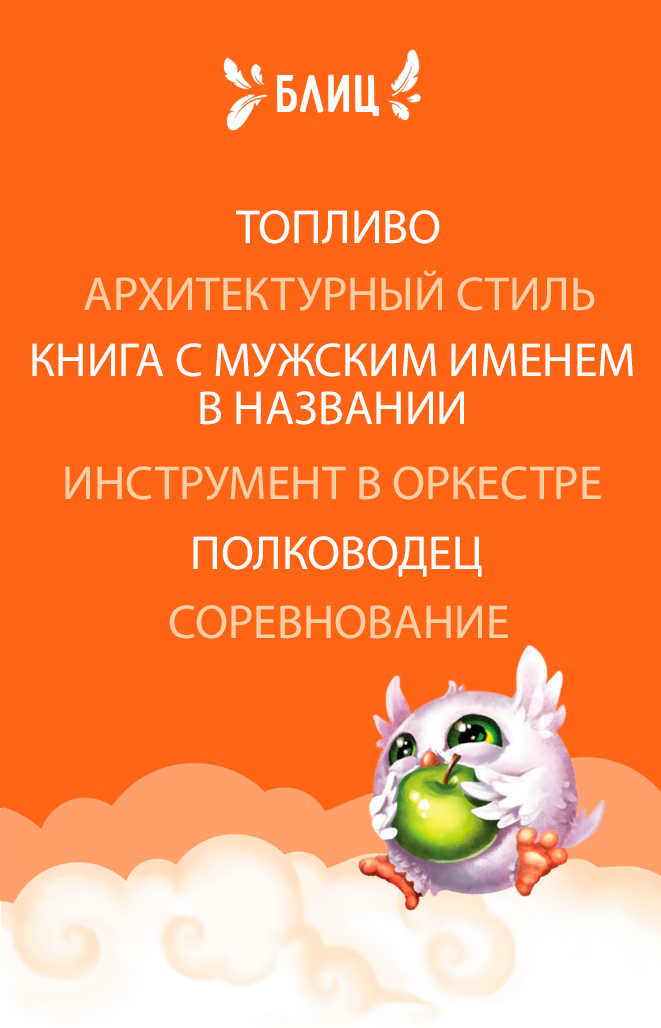 БЛИЦ
ТОПЛИВО
АРХИТЕКТУРНЫЙ СТИЛЬ
КНИГА С МУЖСКИМ ИМЕНЕМ
В НАЗВАНИИ
ИНСТРУМЕНТ В ОРКЕСТРЕ
ПОЛКОВОДЕЦ
СОРЕВНОВАНИЕ